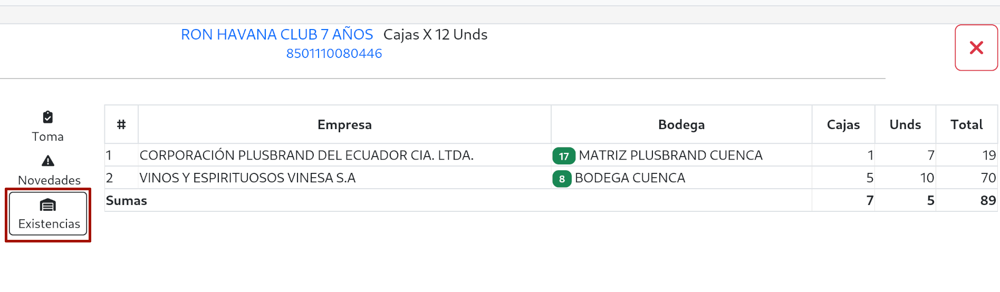 RON HAVANA CLUB 7 AÑOS Cajas X 12 Unds
8501110080446
Toma
Novedades
Existencias
# Empresa Bodega Cajas Unds Total
1 CORPORACIÓN PLUSBRAND DEL ECUADOR CIA. LTDA. 17 MATRIZ PLUSBRAND CUENCA 1 7 19
2 VINOS Y ESPIRITUOSOS VINESA S.A 8 BODEGA CUENCA 5 10 70
Sumas 7 5 89